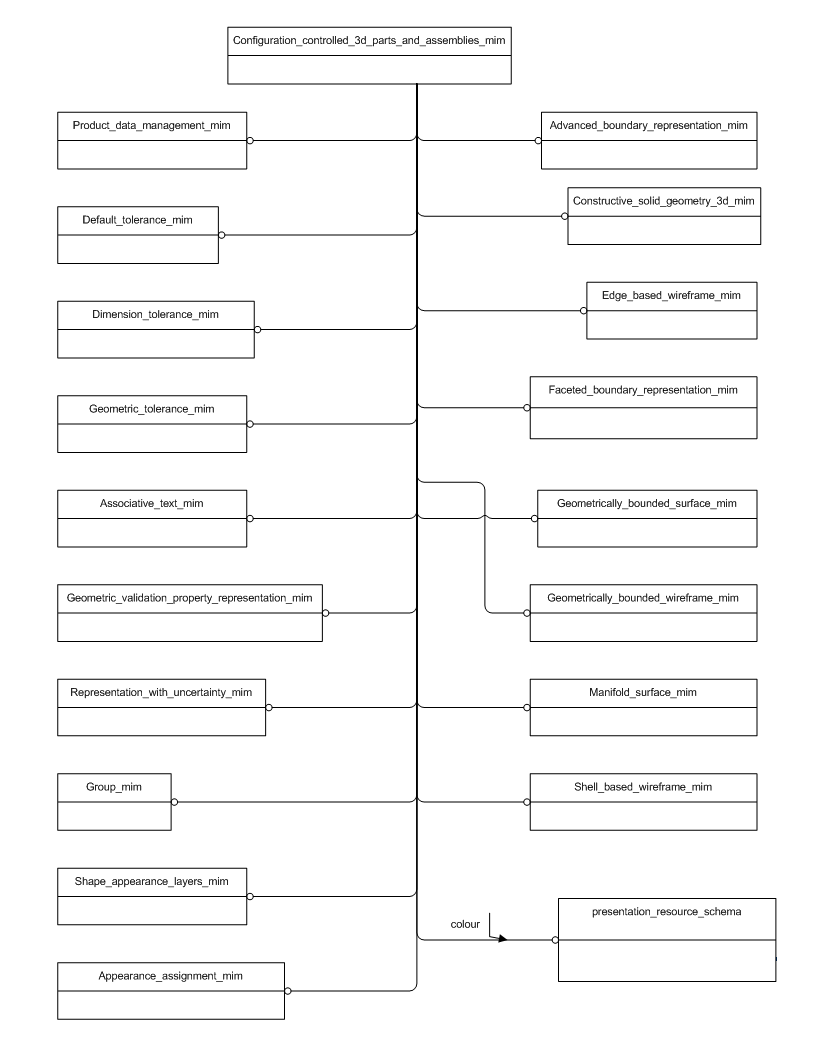 Configuration_controlled_3d_parts_and_assemblies_mim
Product_data_management_mim
Advanced_boundary_representation_mim
Constructive_solid_geometry_3d_mim
Default_tolerance_mim
Edge_based_wireframe_mim
Dimension_tolerance_mim
Faceted_boundary_representation_mim
Geometric_tolerance_mim
Associative_text_mim
Geometrically_bounded_surface_mim
Geometric_validation_property_representation_mim
Geometrically_bounded_wireframe_mim
Representation_with_uncertainty_mim
Manifold_surface_mim
Group_mim
Shell_based_wireframe_mim
Shape_appearance_layers_mim
presentation_resource_schema
colour
Appearance_assignment_mim